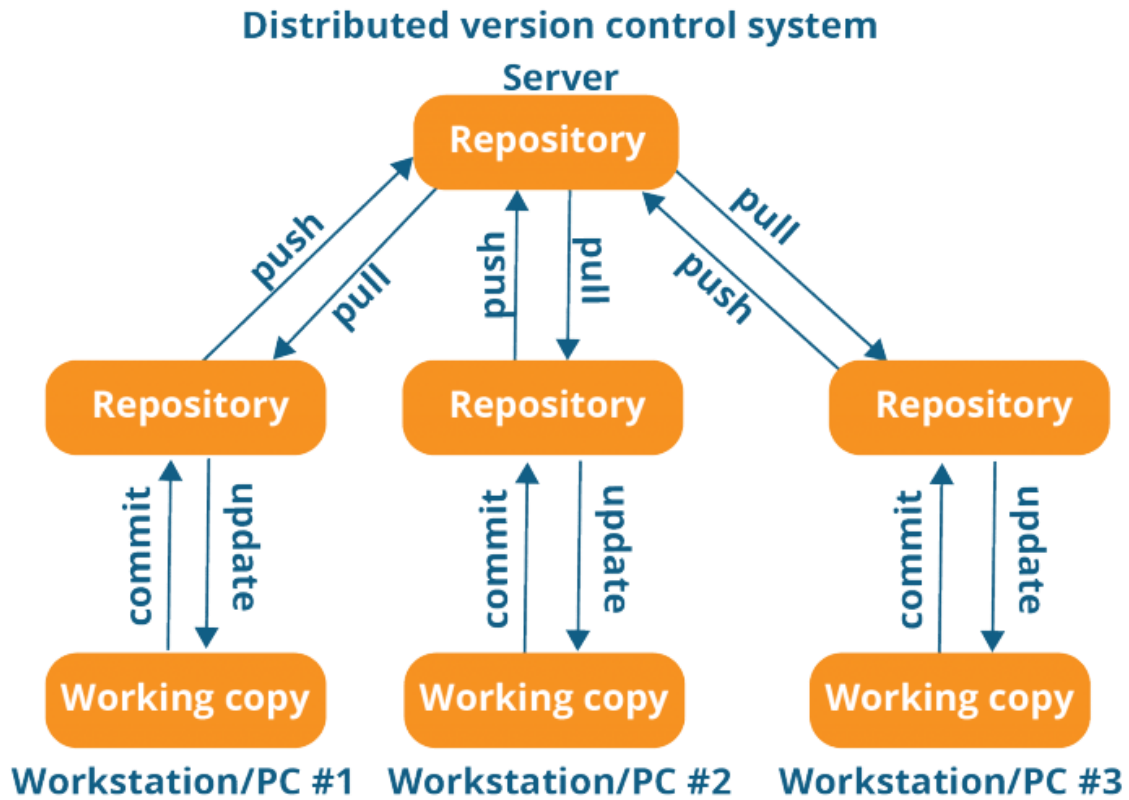 Distributed version control system
Server
Repository
push
pull
push
pull
push
pull
Repository
Repository
Repository
commit
update
commit
update
commit
update
Working copy
Working copy
Working copy
Workstation/PC #1
Workstation/PC #2
Workstation/PC #3